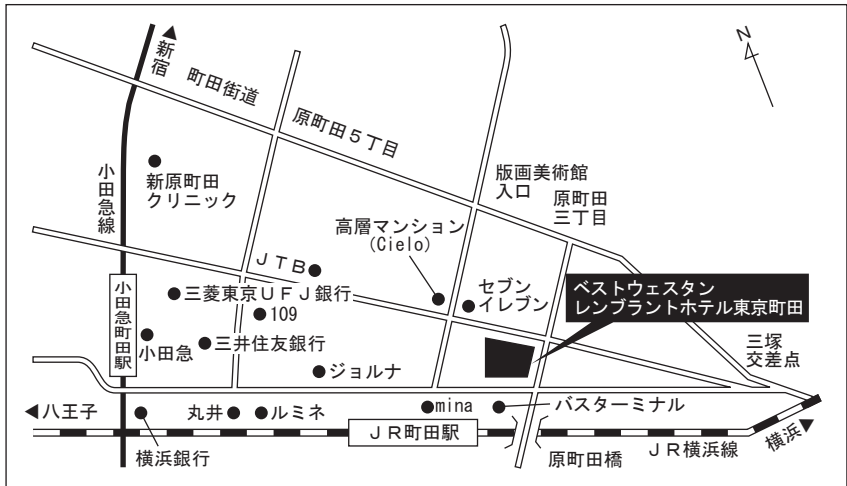 新宿
町田街道
原町田5丁目
N
小田急線
新原町田
クリニック
版画美術館
入口
原町田
三丁目
高層マンション
(Cielo)
JTB
セブン
イレブン
ベストウェスタン
レンブラントホテル東京町田
小田急町田駅
三菱東京UFJ銀行
109
小田急
三井住友銀行
三塚
交差点
ジョルナ
八王子
丸井
ルミネ
mina
バスターミナル
横浜銀行
JR町田駅
原町田橋
JR横浜線
横浜